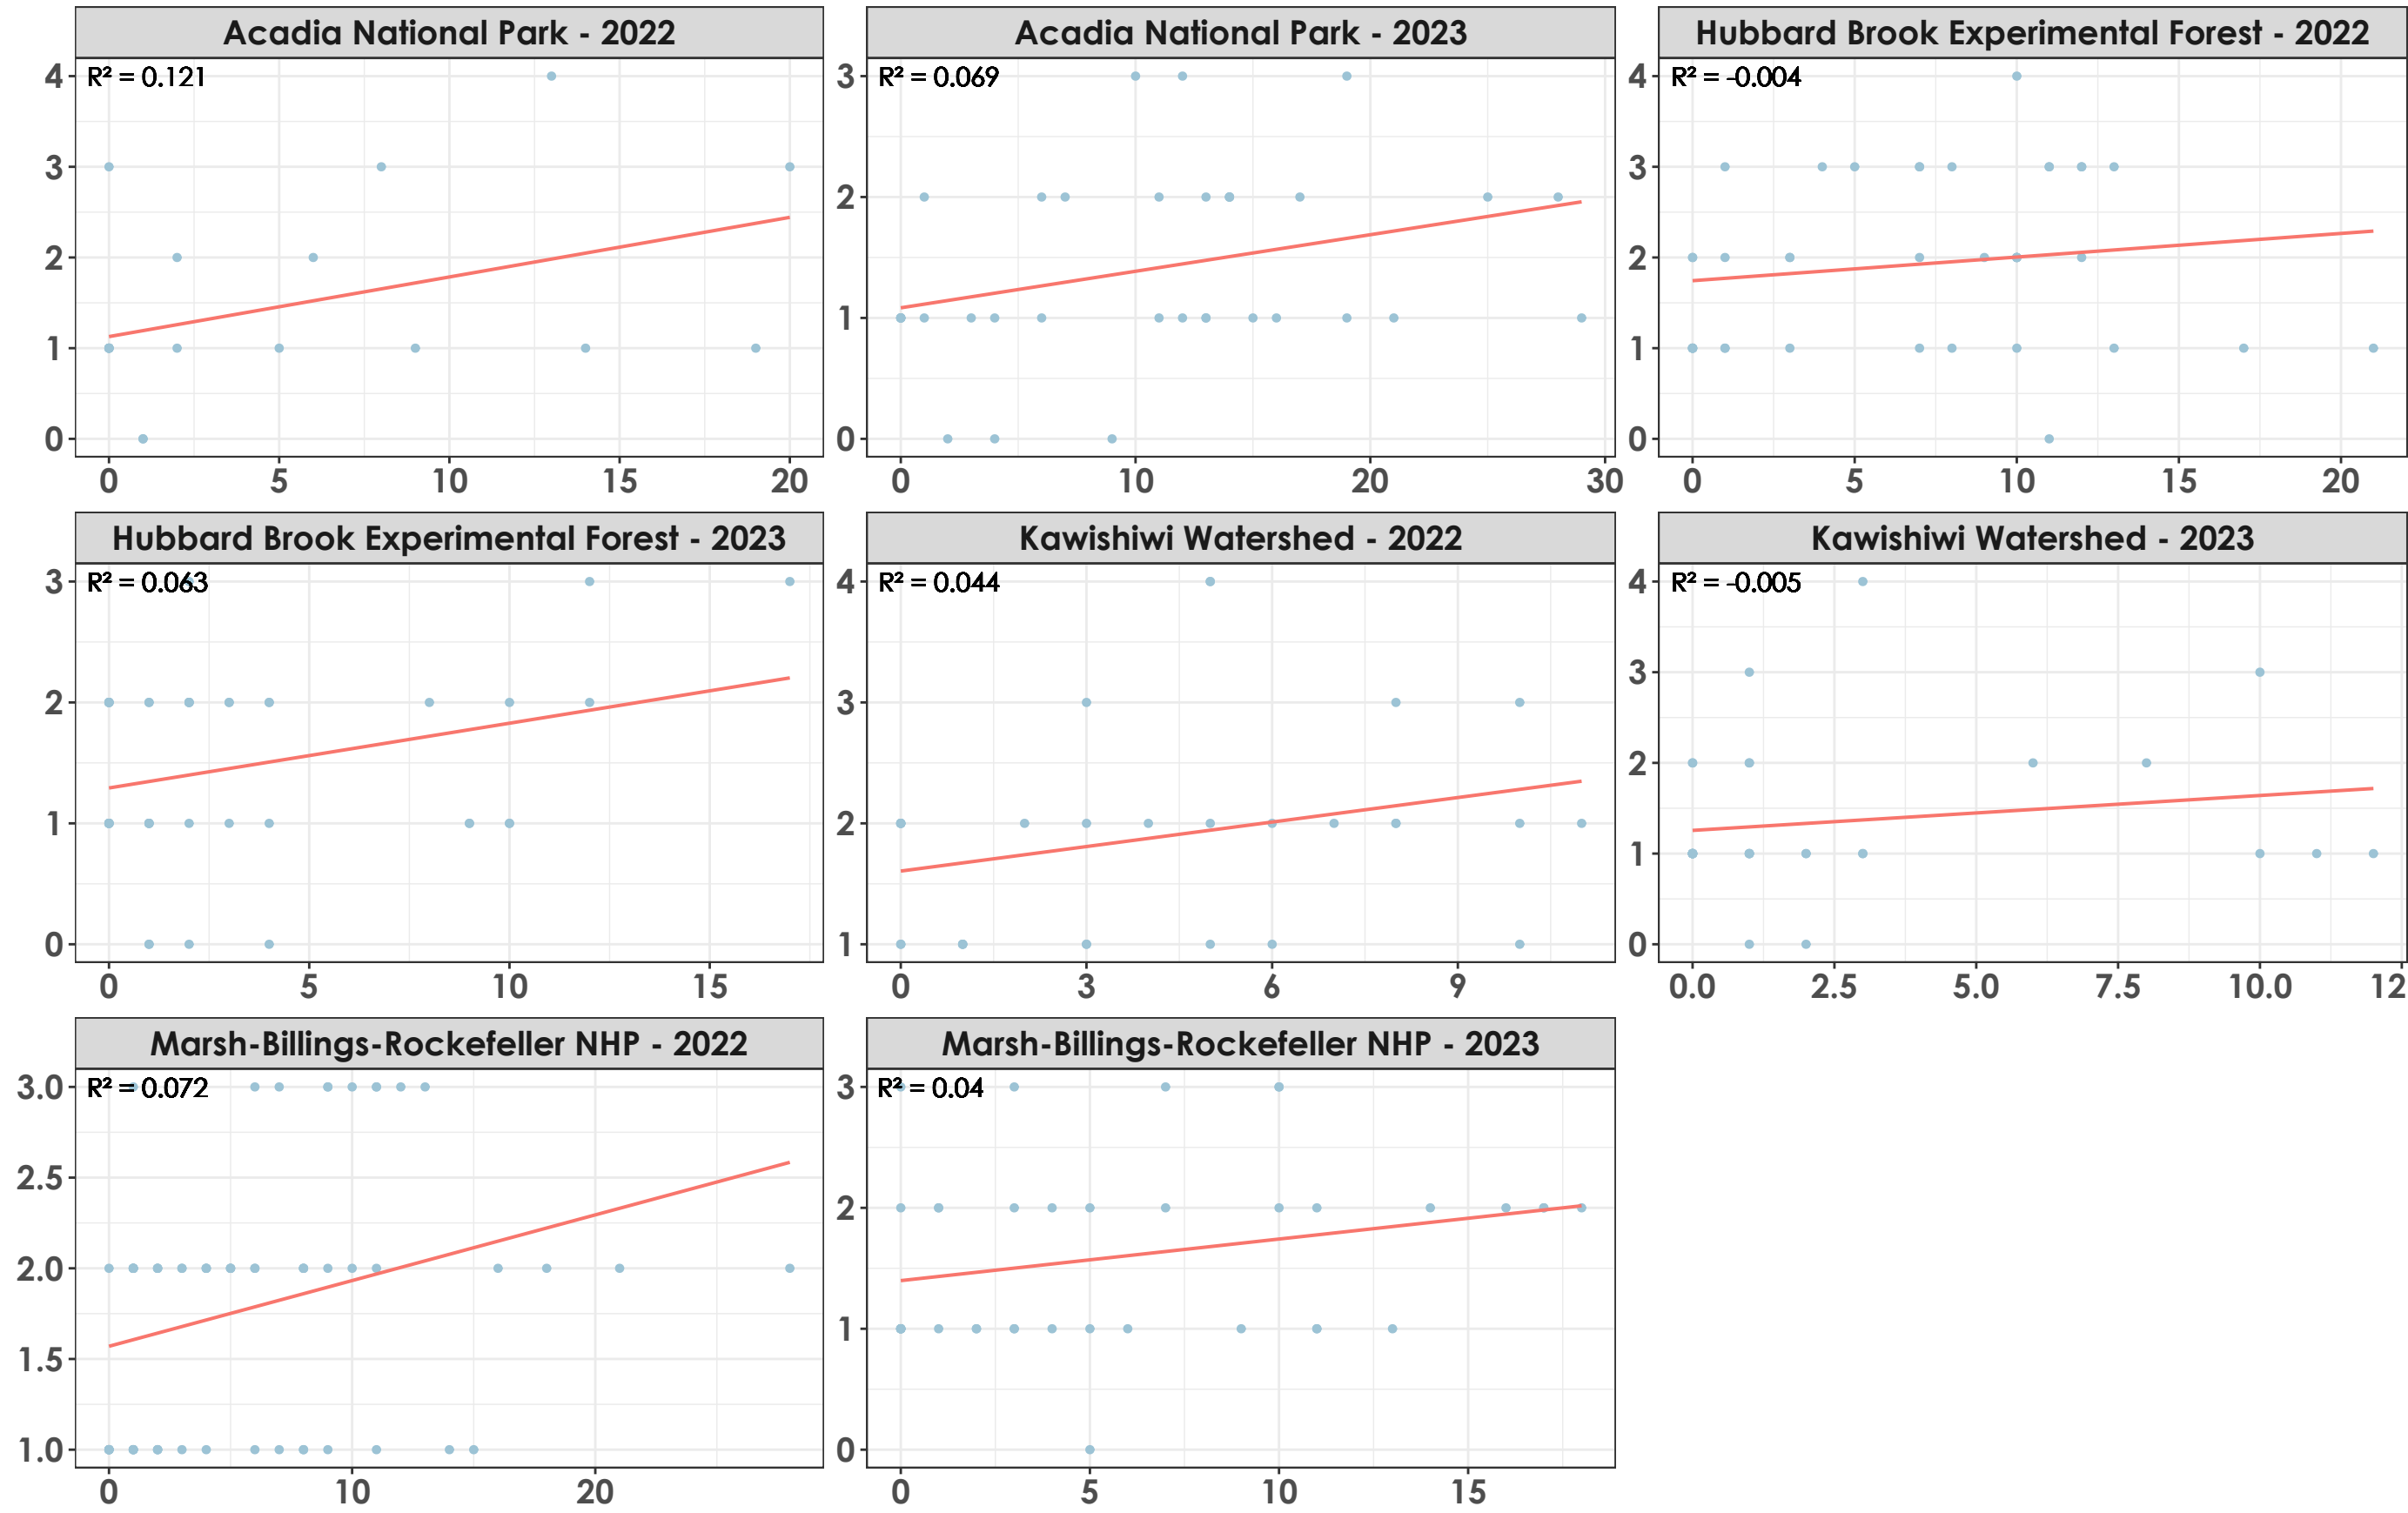 Acadia National Park - 2022
Acadia National Park - 2023
Hubbard Brook Experimental Forest - 2022
R² = 0.121
R² = 0.069
R² = -0.004
4
3
2
1
0
3
2
1
0
4
3
2
1
0
0 5 10 15 20
0 10 20 30
0 5 10 15 20
Hubbard Brook Experimental Forest - 2023
Kawishiwi Watershed - 2022
Kawishiwi Watershed - 2023
R² = 0.063
R² = 0.044
R² = -0.005
3
2
1
0
4
3
2
1
4
3
2
1
0
0 5 10 15
0 3 6 9
0.0 2.5 5.0 7.5 10.0 12
Marsh-Billings-Rockefeller NHP - 2022
Marsh-Billings-Rockefeller NHP - 2023
R² = 0.072
R² = 0.04
3.0
2.5
2.0
1.5
1.0
3
2
1
0
0 10 20
0 5 10 15